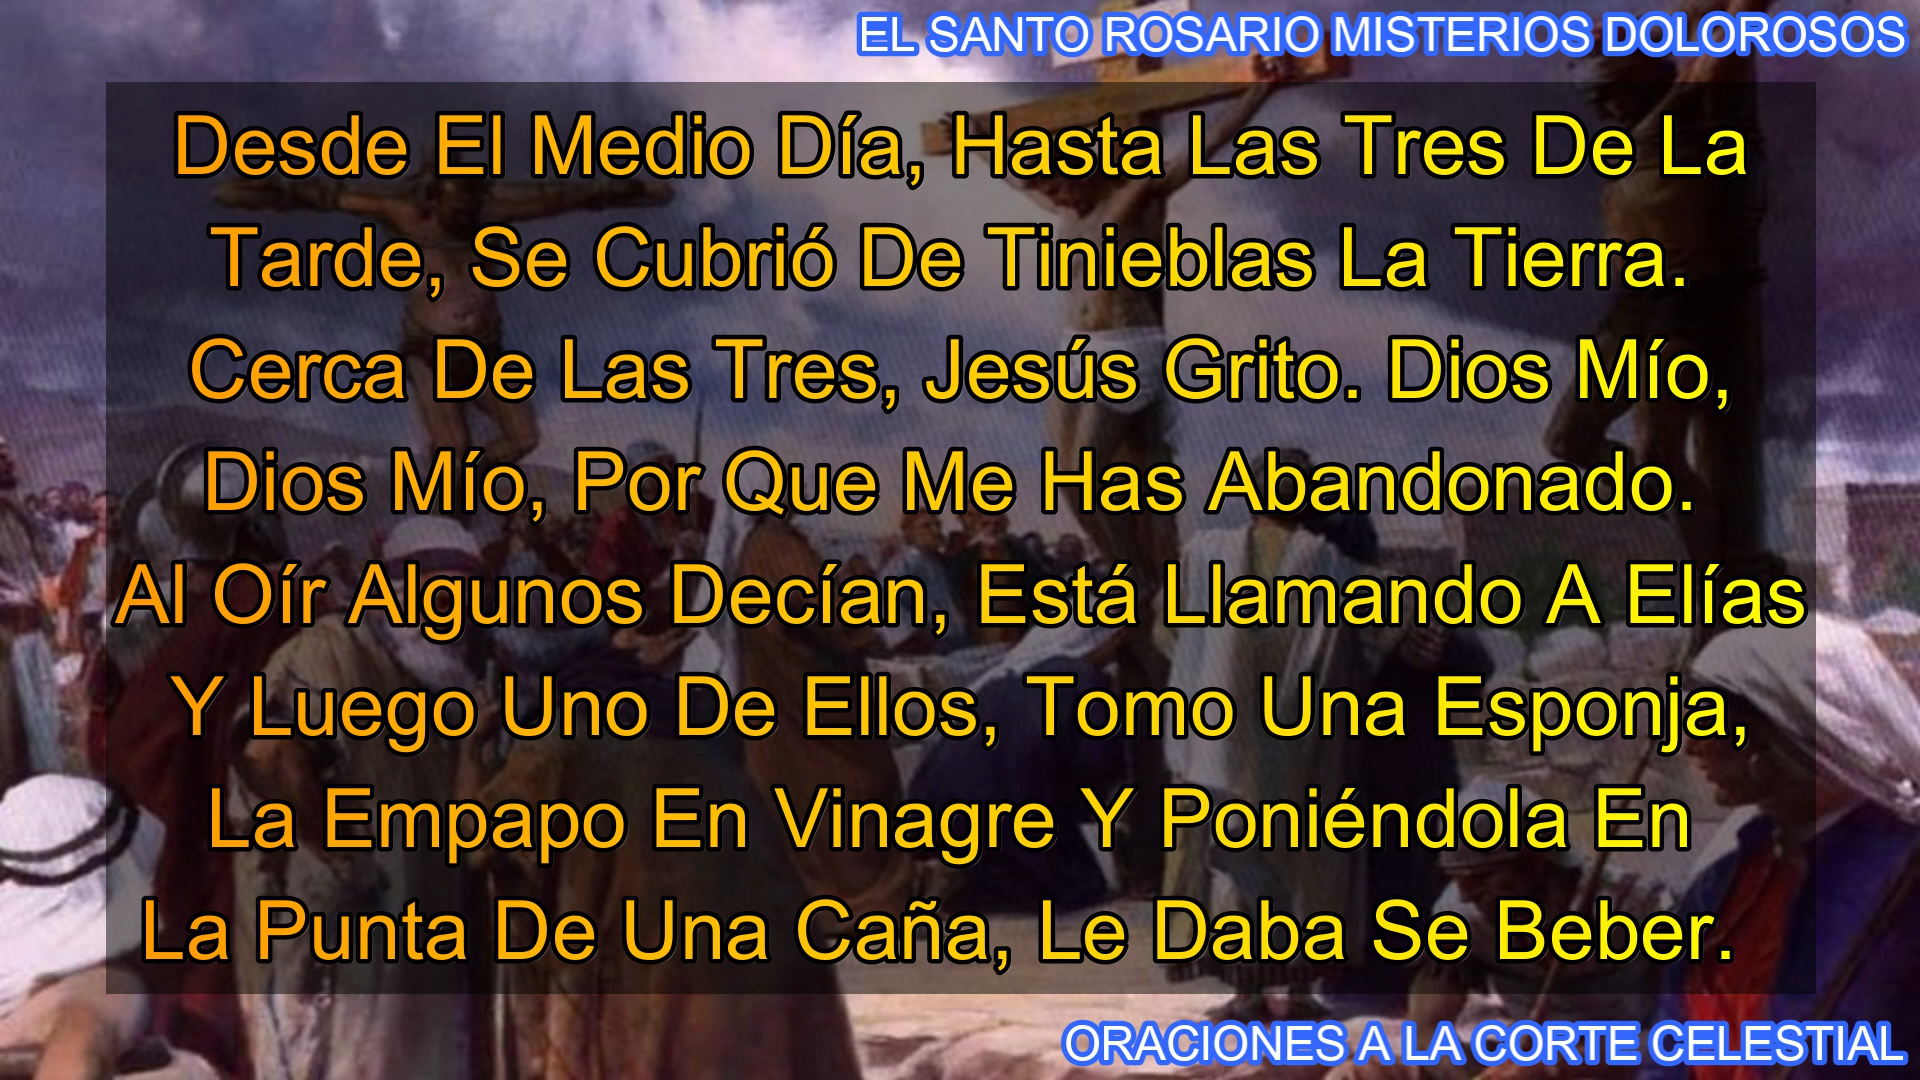 EL SANTO ROSARIO MISTERIOS DOLOROSOS
Desde El Medio Día, Hasta Las Tres De La
Tarde, Se Cubrió De Tinieblas La Tierra.
Cerca De Las Tres, Jesús Grito. Dios Mío,
Dios Mío, Por Que Me Has Abandonado.
Al Oír Algunos Decían, Está Llamando A Elías
Y Luego Uno De Ellos, Tomo Una Esponja,
La Empapo En Vinagre Y Poniéndola En
La Punta De Una Caña, Le Daba Se Beber.
ORACIONES A LA CORTE CELESTIAL